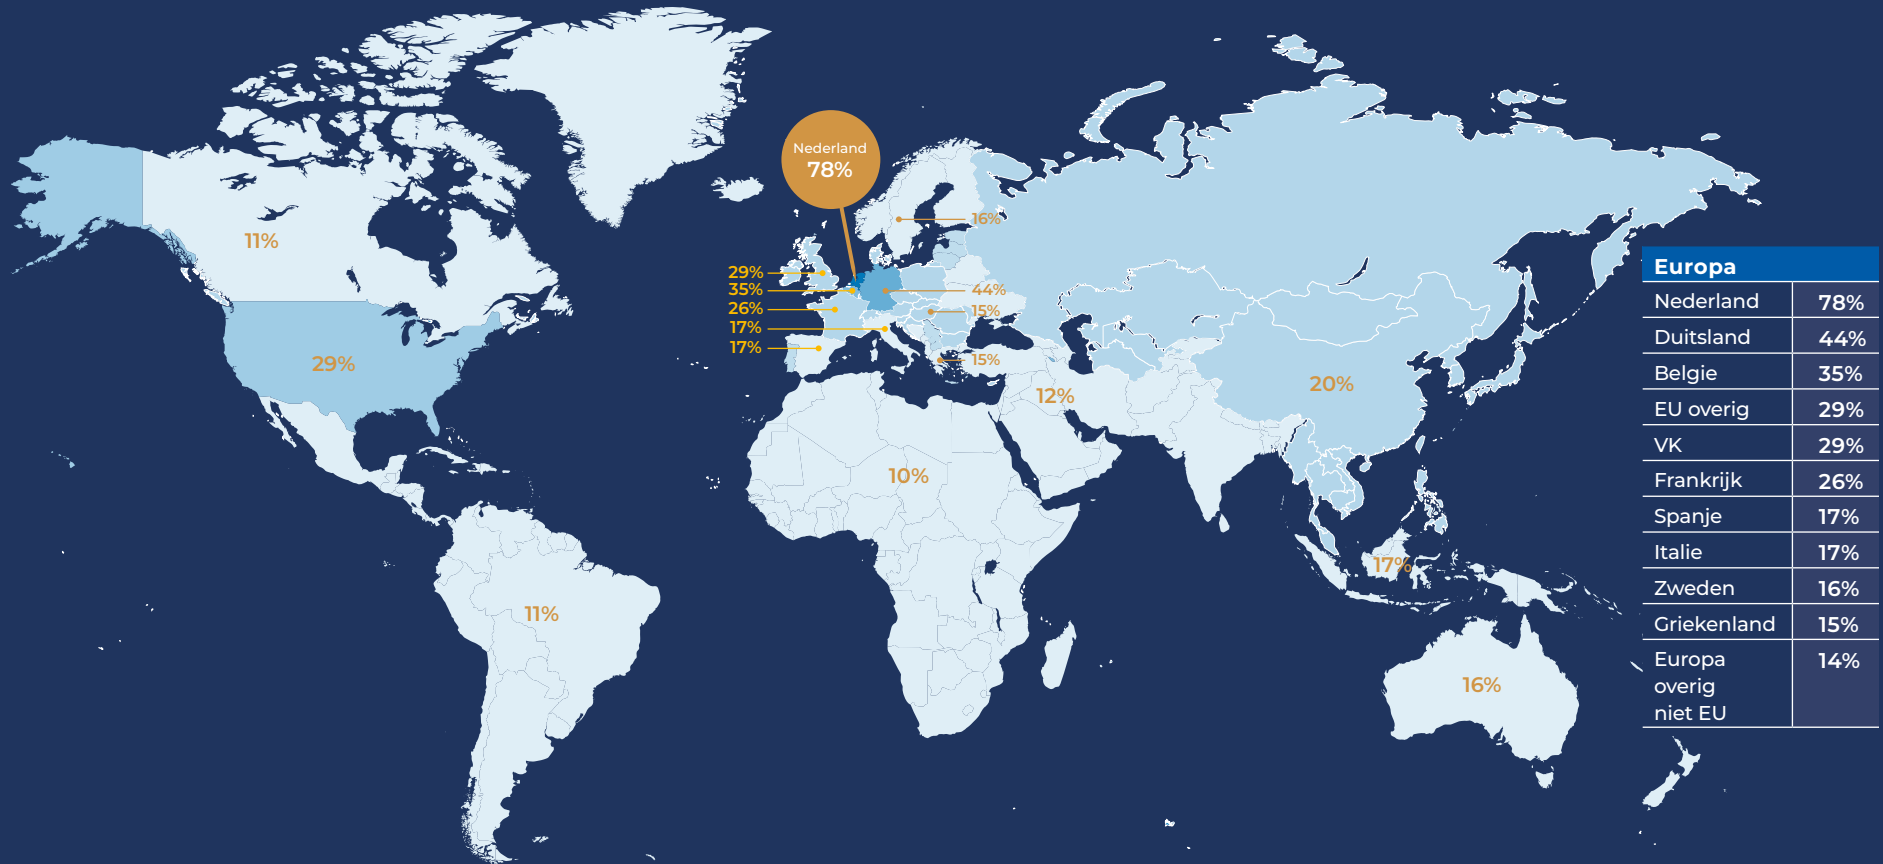 Nederland
78%
16%
11%
29%
35%
44%
26%
15%
17%
17%
15%
29%
20%
12%
10%
17%
11%
16%
Europa
Nederland 78%
Duitsland 44%
Belgie 35%
EU overig 29%
VK 29%
Frankrijk 26%
Spanje 17%
Italie 17%
Zweden 16%
Griekenland 15%
Europa 14%
overig
niet EU